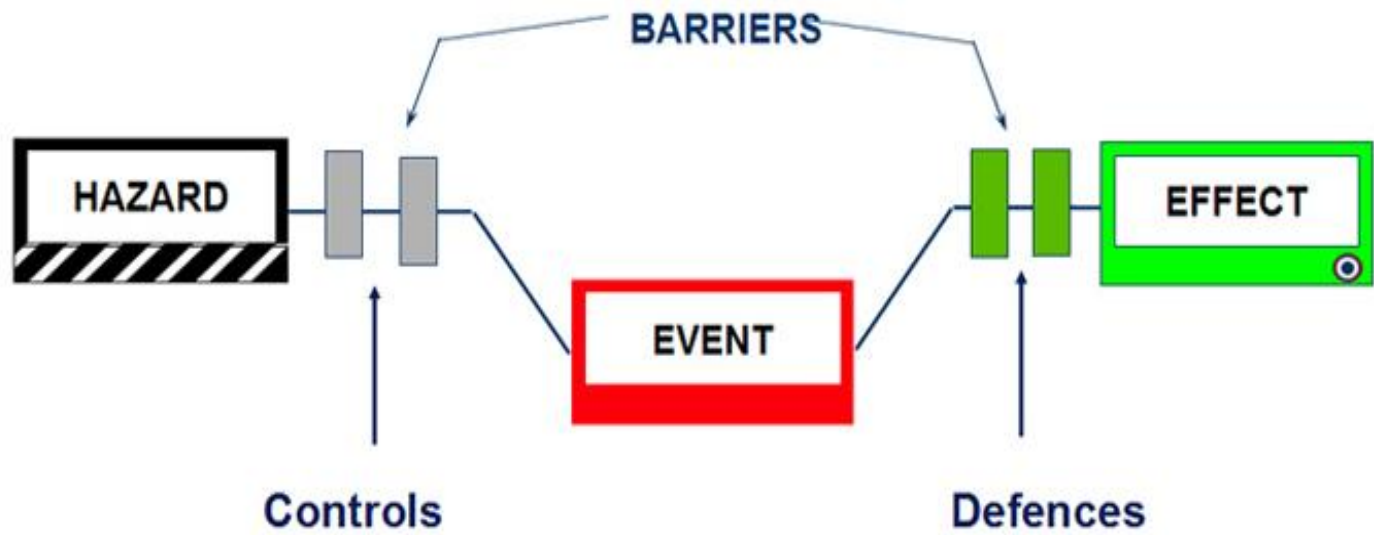 BARRIERS
HAZARD
EFFECT
EVENT
Controls
Defences